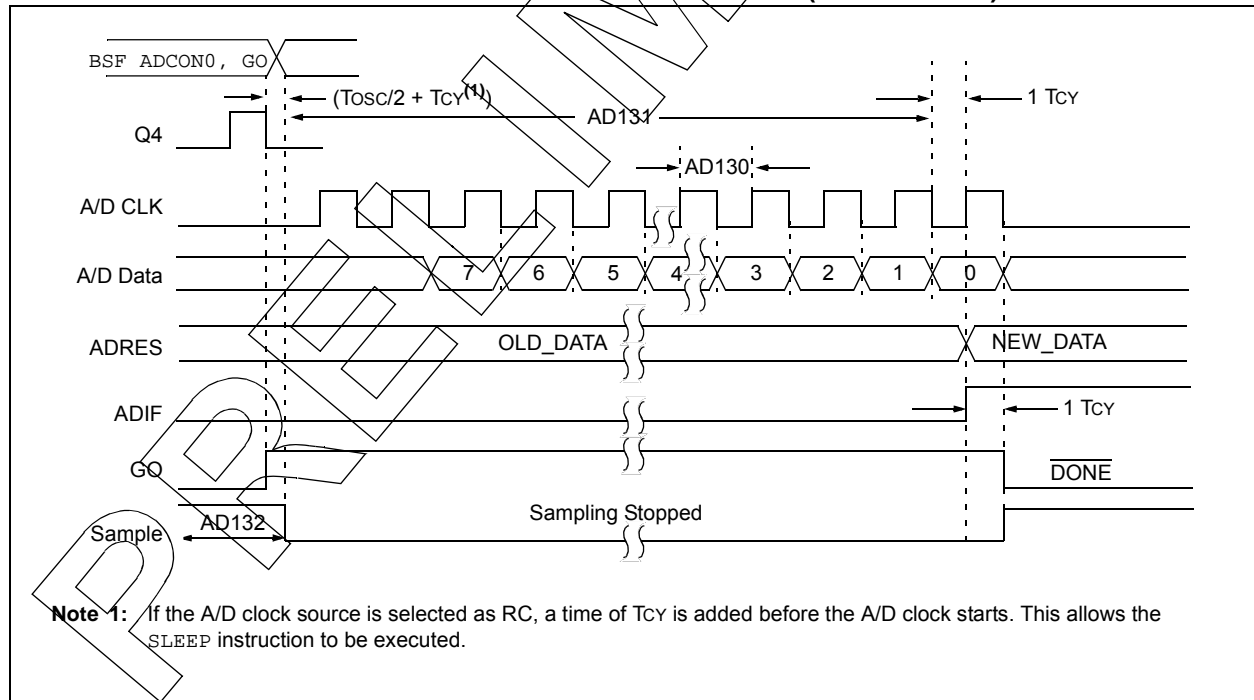 BSF ADCON0, GO
(TOSC/2 + TCY(1))
1 TCY
AD131
Q4
AD130
A/D CLK
A/D Data 7 6 5 4 3 2 1 0
ADRES OLD_DATA NEW_DATA
ADIF
1 TCY
GO
DONE
Sample AD132 Sampling Stopped
Note 1: If the A/D clock source is selected as RC, a time of TCY is added before the A/D clock starts. This allows the
SLEEP instruction to be executed.